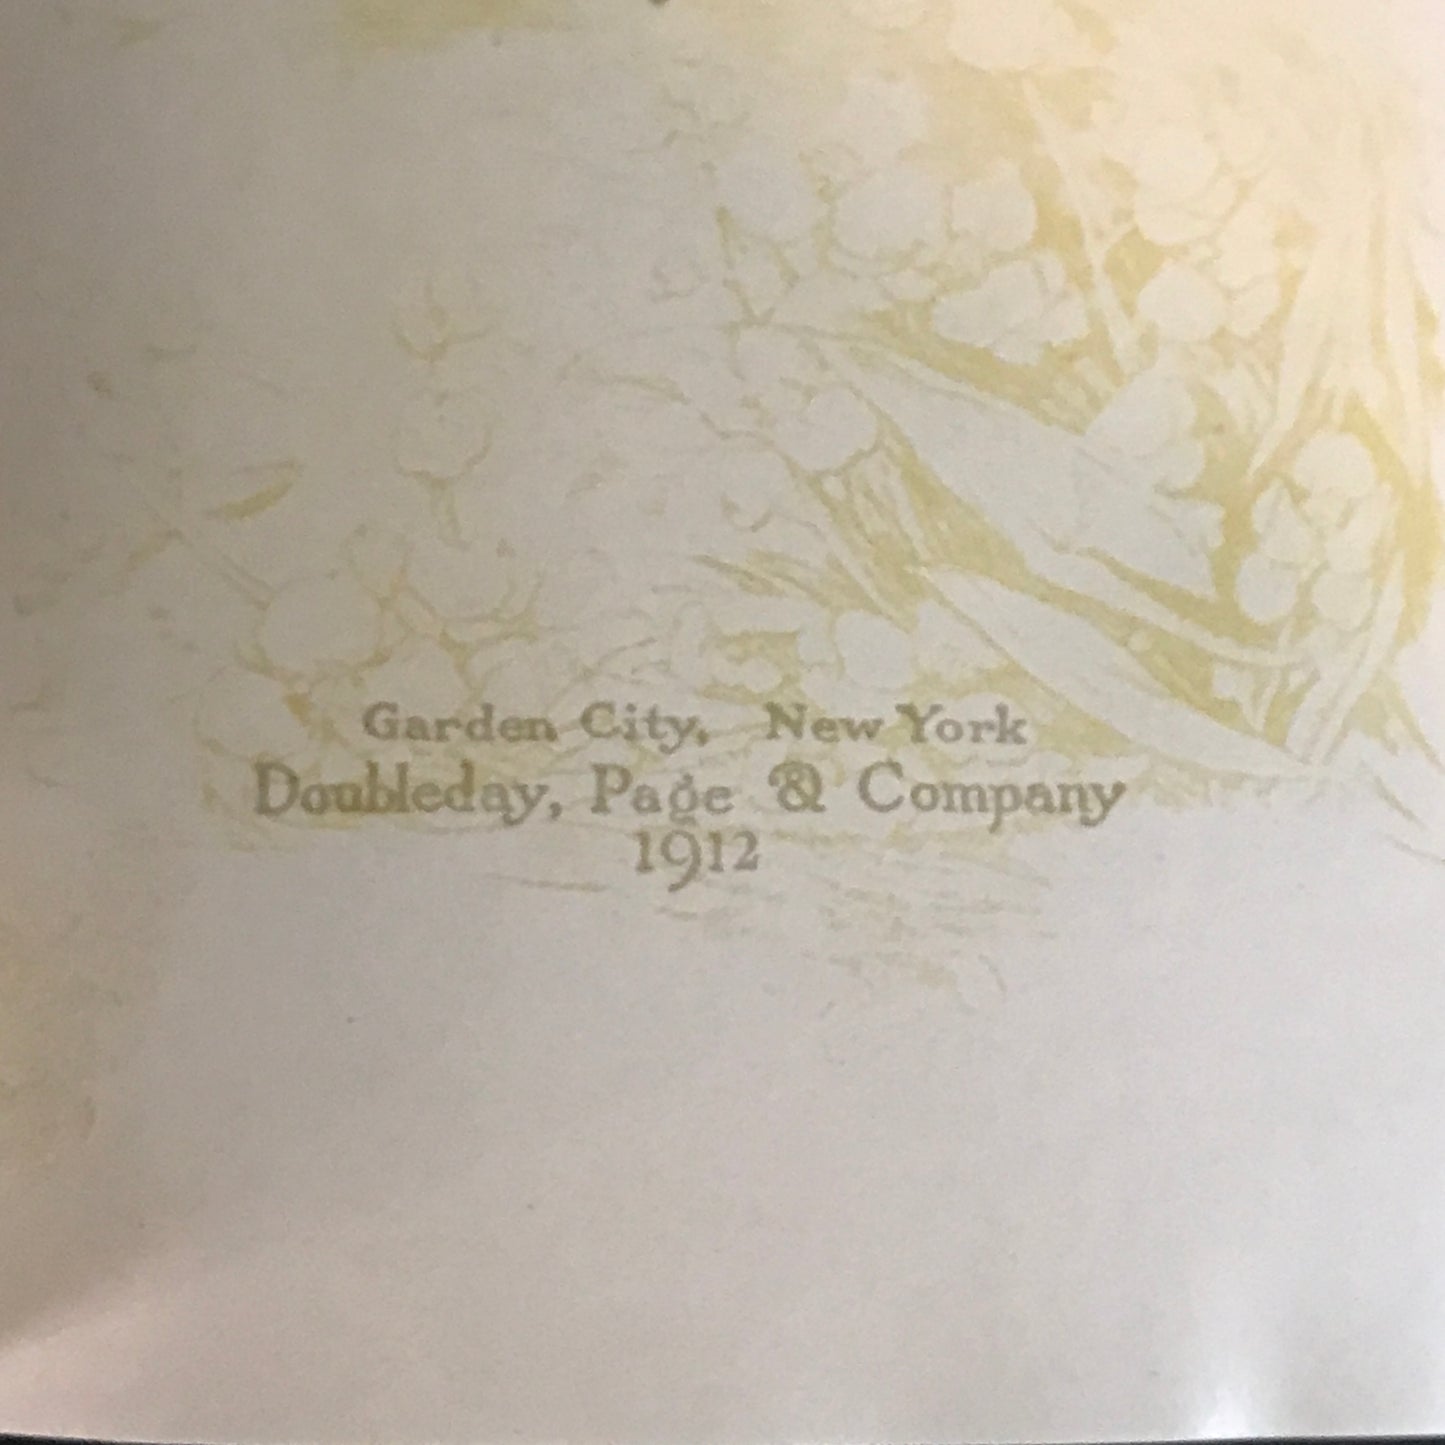 Garden City, New York
Doubleday, Page & Company
1912